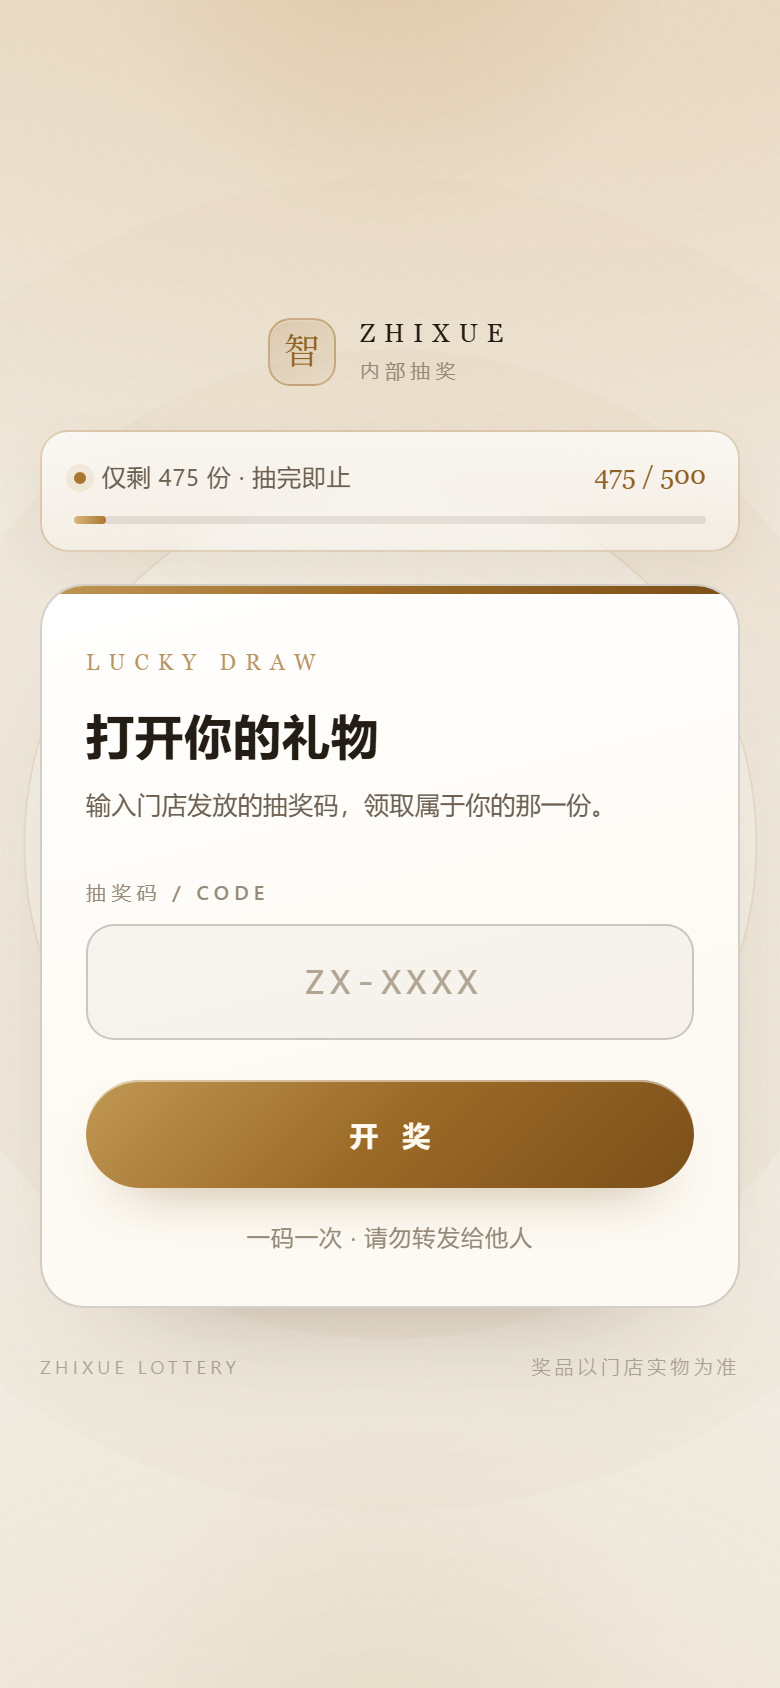 智
ZHIXUE
内部抽奖
仅剩 475 份 · 抽完即止
475 / 500
LUCKY DRAW
打开你的礼物
输入门店发放的抽奖码，领取属于你的那一份。
抽奖码 / CODE
ZX-XXXX
开奖
一码一次 · 请勿转发给他人
ZHIXUE LOTTERY
奖品以门店实物为准